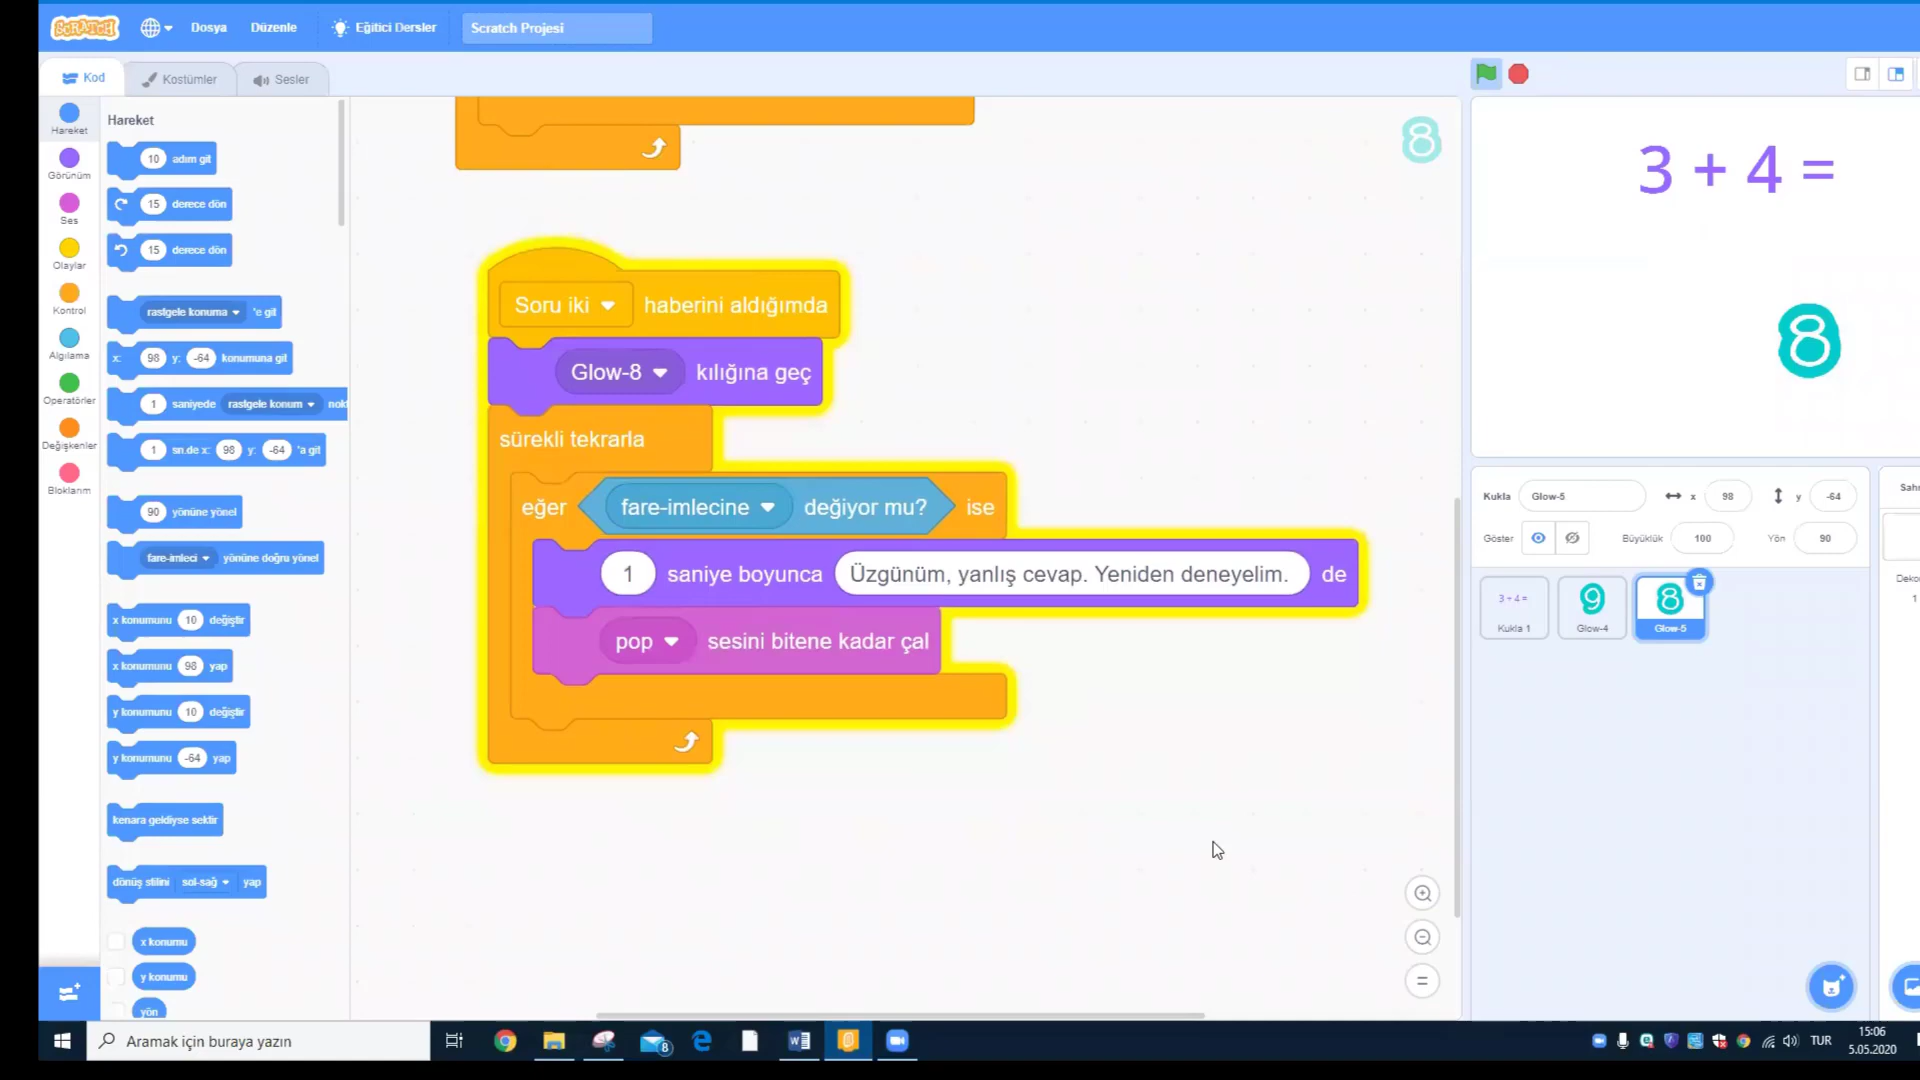 SCRATCH
Dosya
Düzenle
Eğitici Dersler
Scratch Projesi
Kod
Kostümler
Sesler
Hareket
Görünüm
Ses
Olaylar
Kontrol
Algılama
Operatörler
Değişkenler
Bloklarım
Hareket
10 adım git
15 derece dön
15 derece dön
rastgele konuma 'e git
x: 98 y: -64 konumuna git
1 saniyede rastgele konum
1 sn.de x: 98 y: -64 'a git
90 yönüne yönel
fare-imleci yönüne doğru yönel
x konumunu 10 değiştir
x konumunu 98 yap
y konumunu 10 değiştir
y konumunu -64 yap
kenara geldiyse sektir
dönüş stilini sol-sağ yap
x konumu
y konumu
yön
Soru iki haberini aldığımda
Glow-8 kılığına geç
sürekli tekrarla
eğer fare-imlecine değiyor mu? ise
1 saniye boyunca Üzgünüm, yanlış cevap. Yeniden deneyelim. de
pop sesini bitene kadar çal
8
3 + 4 =
8
Kukla Glow-5 x 98 y -64
Göster Büyüklük 100 Yön 90
3 + 4 =
Kukla 1
9
Glow-4
8
Glow-5
1
Aramak için buraya yazın
8
TUR
15:06
5.05.2020